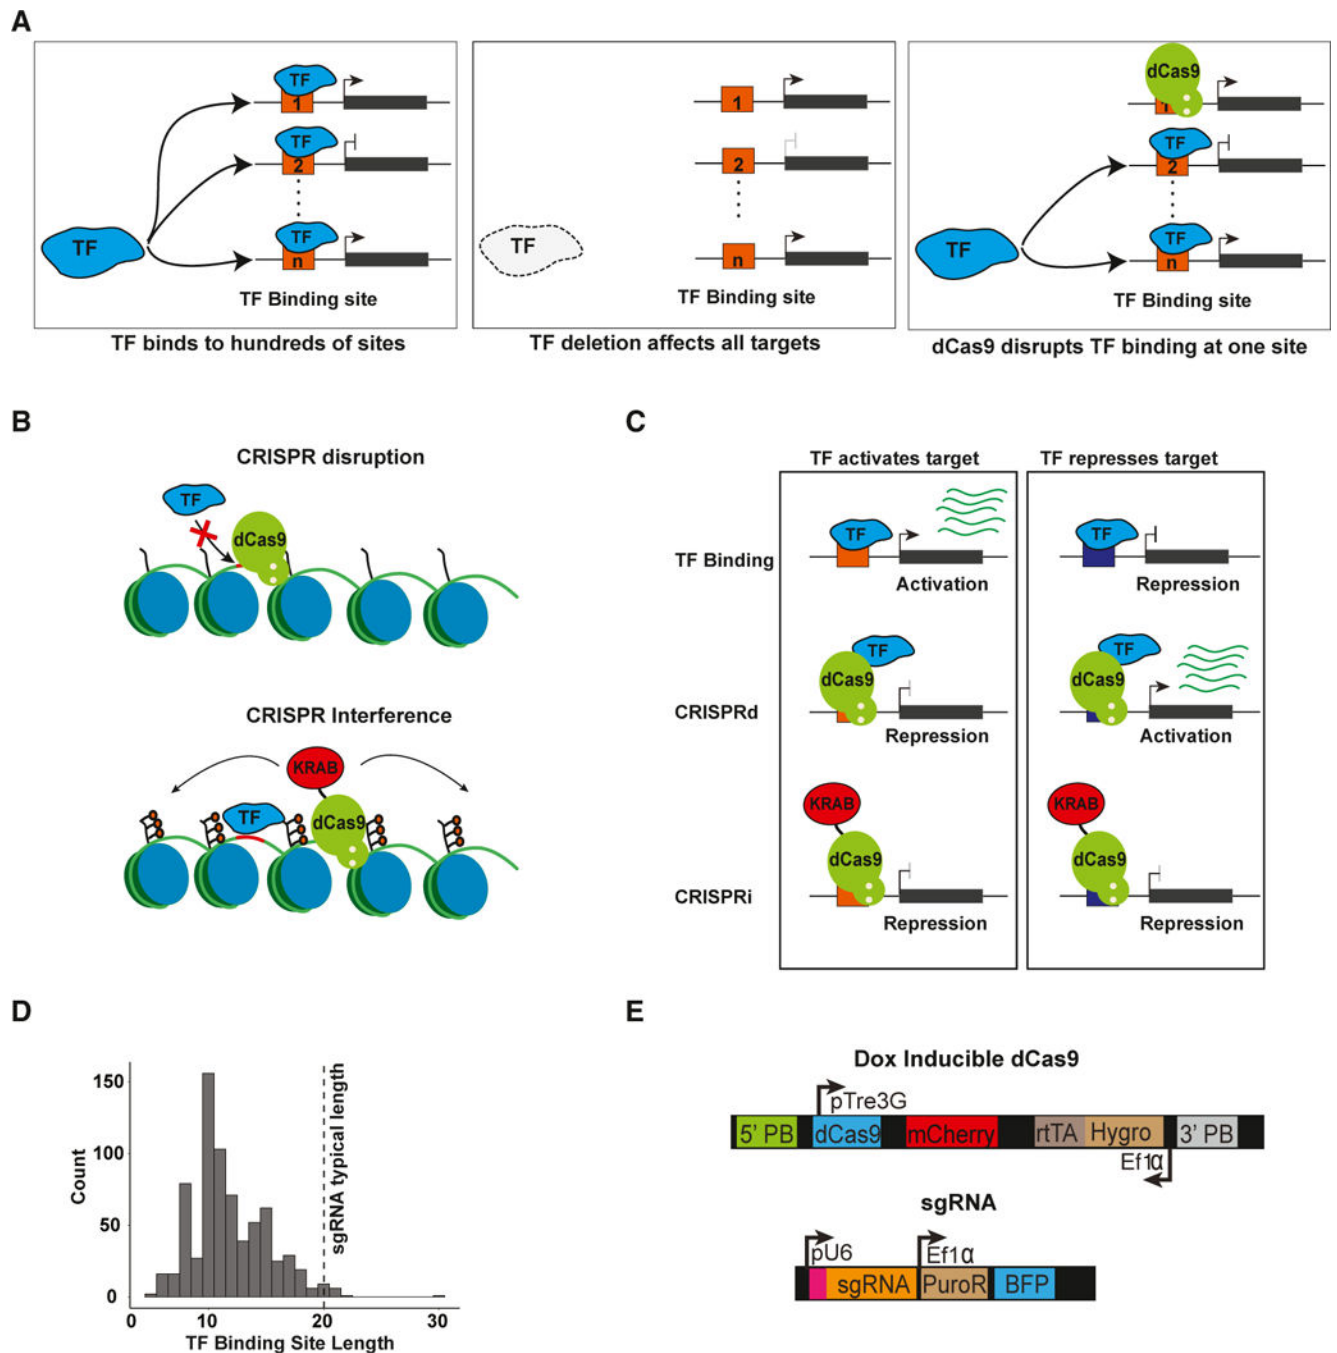 A
TF
1
TF
2
TF
TF
n
TF Binding site
TF binds to hundreds of sites
1
2
TF
n
TF Binding site
TF deletion affects all targets
dCas9
TF
2
TF
TF
n
TF Binding site
dCas9 disrupts TF binding at one site
B
CRISPR disruption
TF
dCas9
CRISPR Interference
KRAB
TF
dCas9
C
TF activates target
TF represses target
TF Binding
TF
Activation
TF
Repression
CRISPRd
TF
dCas9
Repression
TF
dCas9
Activation
CRISPRi
KRAB
dCas9
Repression
KRAB
dCas9
Repression
D
150
100
50
0
Count
sgRNA typical length
0 10 20 30
TF Binding Site Length
E
Dox Inducible dCas9
pTre3G
5' PB dCas9 mCherry rtTA Hygro 3' PB
Ef1α
sgRNA
pU6 Ef1α
sgRNA PuroR BFP